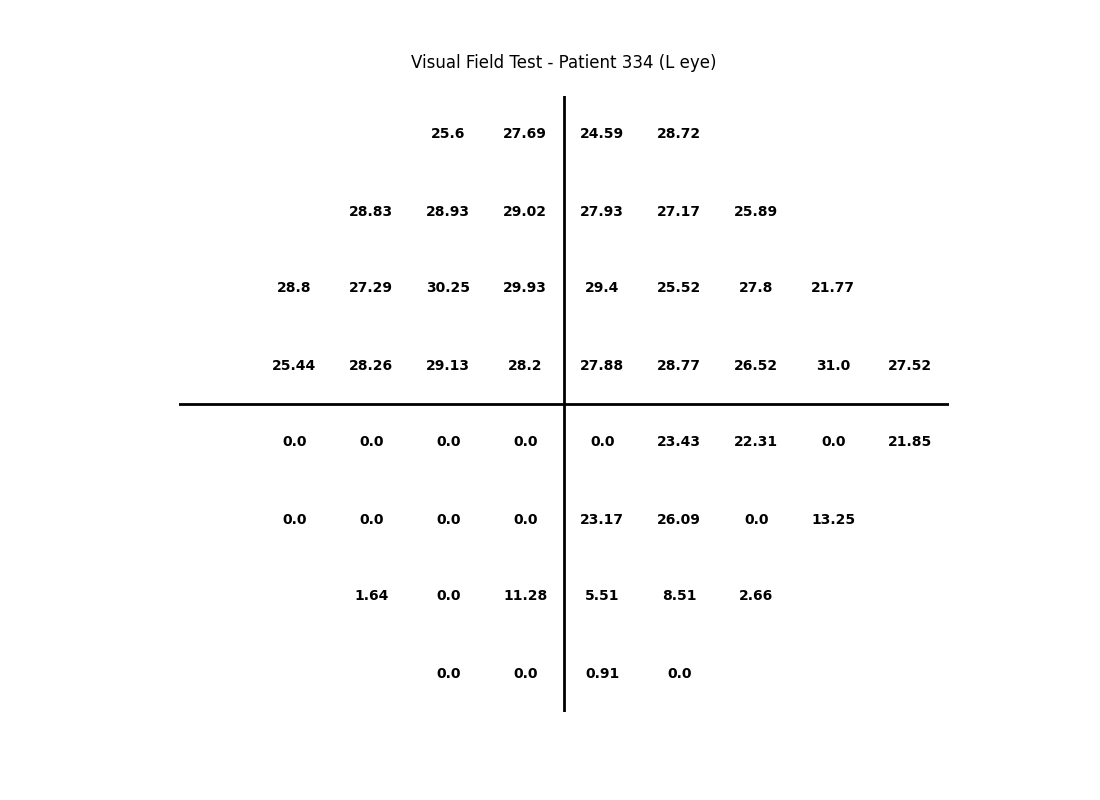 Visual Field Test - Patient 334 (L eye)
25.6 27.69 24.59 28.72
28.83 28.93 29.02 27.93 27.17 25.89
28.8 27.29 30.25 29.93 29.4 25.52 27.8 21.77
25.44 28.26 29.13 28.2 27.88 28.77 26.52 31.0 27.52
0.0 0.0 0.0 0.0 0.0 23.43 22.31 0.0 21.85
0.0 0.0 0.0 0.0 23.17 26.09 0.0 13.25
1.64 0.0 11.28 5.51 8.51 2.66
0.0 0.0 0.91 0.0